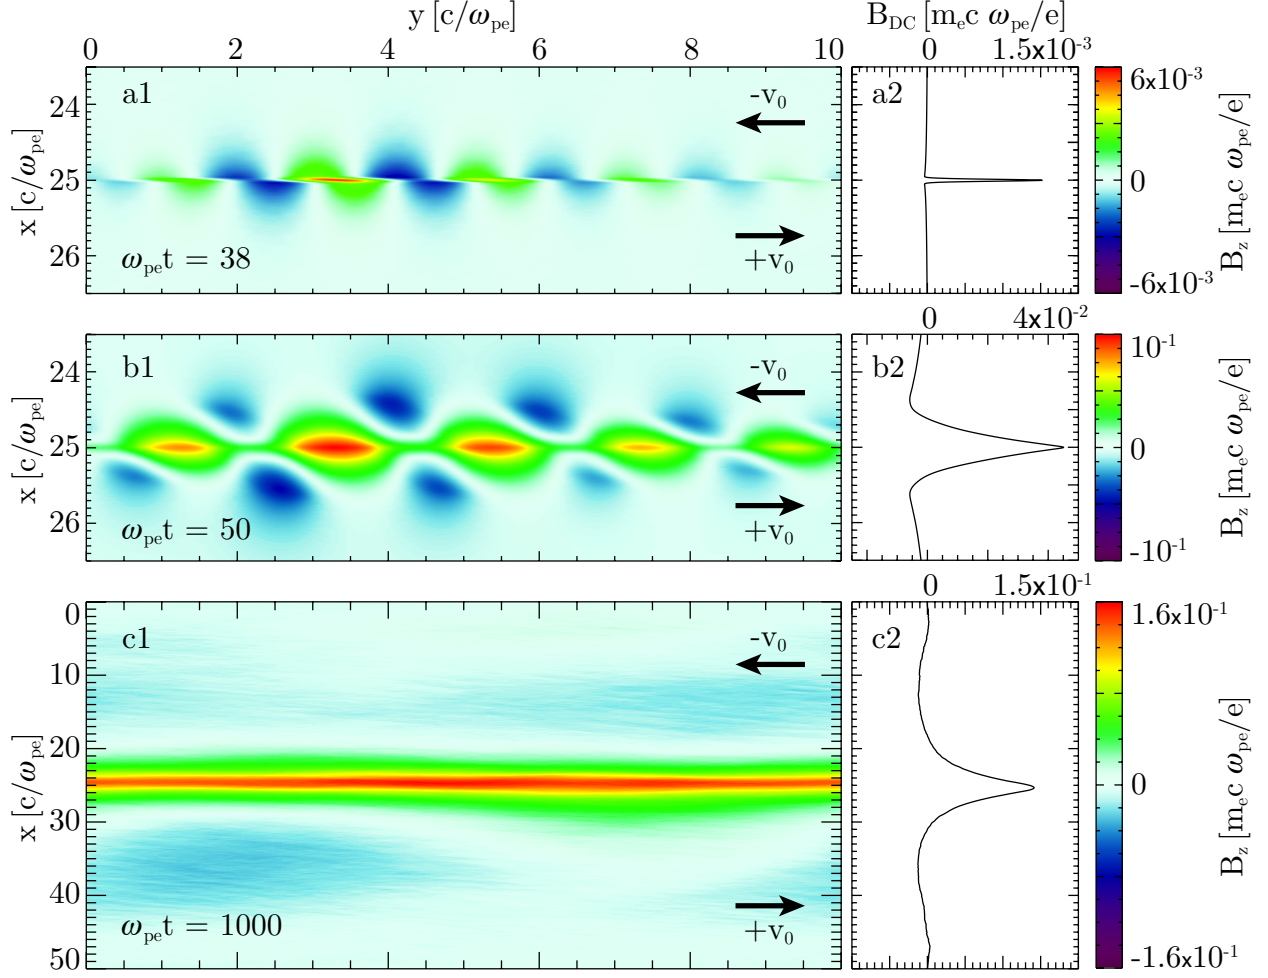 y [c/ωpe]
B_DC [m_e c ω_pe/e]
0 2 4 6 8 10
0 1.5x10^-3
a1
-v_0
a2
6x10^-3
24
x [c/ω_pe]
25
0
B_z [m_e c ω_pe/e]
26
ω_pe t = 38
+v_0
-6x10^-3
0 4x10^-2
b1
-v_0
b2
10^-1
24
x [c/ω_pe]
25
0
B_z [m_e c ω_pe/e]
26
ω_pe t = 50
+v_0
-10^-1
0 1.5x10^-1
0
c1
-v_0
c2
1.6x10^-1
10
20
x [c/ω_pe]
0
B_z [m_e c ω_pe/e]
30
40
ω_pe t = 1000
+v_0
50
-1.6x10^-1